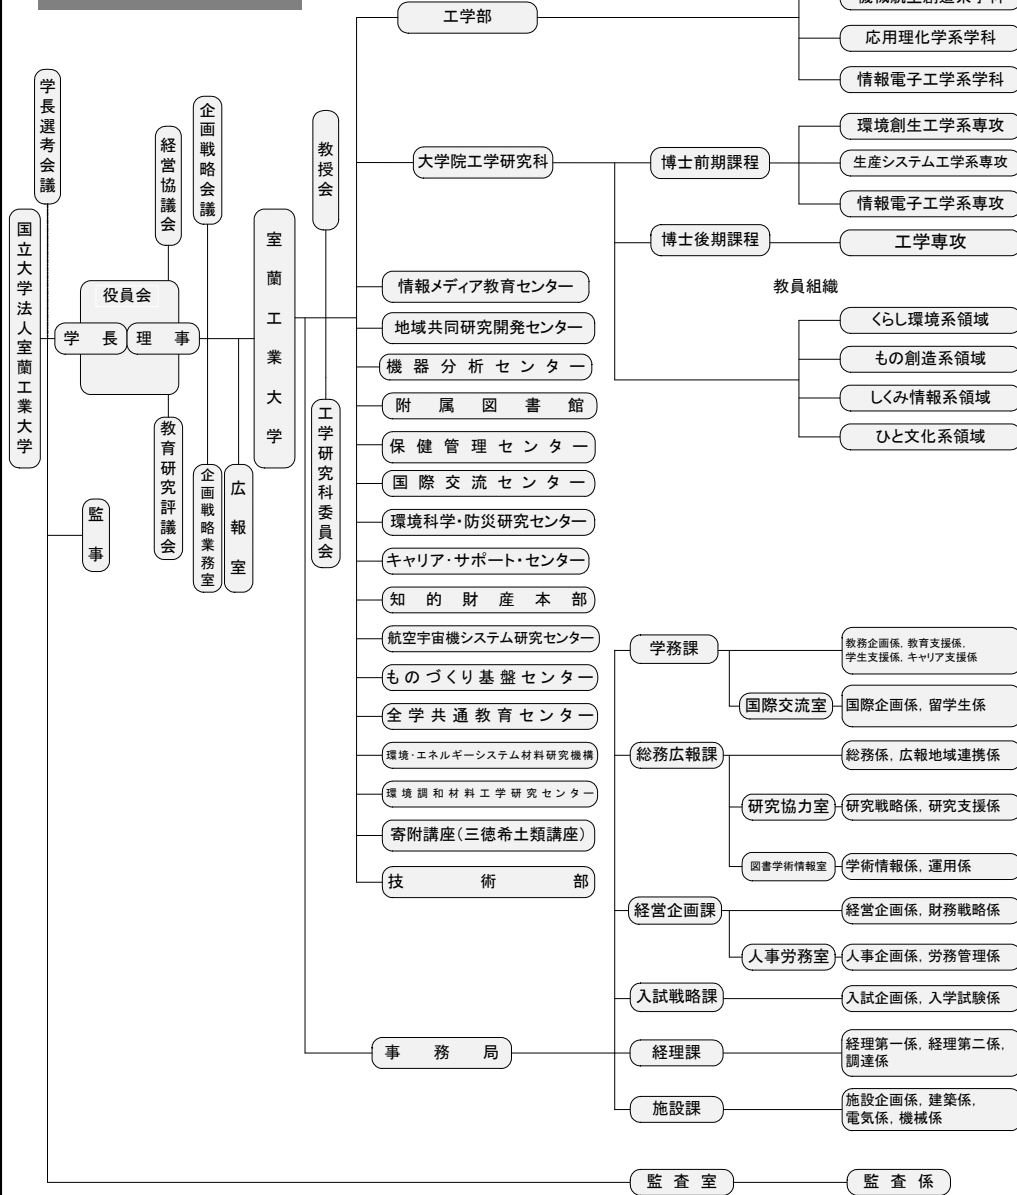 工学部
応用理化学系学科
情報電子工学系学科
学長選考会議
経営協議会
企画戦略会議
教授会
大学院工学研究科
博士前期課程
環境創生工学系専攻
生産システム工学系専攻
情報電子工学系専攻
博士後期課程
工学専攻
教員組織
くらし環境系領域
もの創造系領域
しくみ情報系領域
ひと文化系領域
国立大学法人室蘭工業大学
役員会
学長
理事
室蘭工業大学
監事
教育研究評議会
企画戦略業務室
広報室
工学研究科委員会
情報メディア教育センター
地域共同研究開発センター
機器分析センター
附属図書館
保健管理センター
国際交流センター
環境科学・防災研究センター
キャリア・サポート・センター
知的財産本部
航空宇宙機システム研究センター
ものづくり基盤センター
全学共通教育センター
環境・エネルギーシステム材料研究機構
環境調和材料工学研究センター
寄附講座(三徳希土類講座)
技術部
事務局
学務課
教務企画係, 教育支援係,
学生支援係, キャリア支援係
国際交流室
国際企画係, 留学生係
総務広報課
総務係, 広報地域連携係
研究協力室
研究戦略係, 研究支援係
図書学術情報室
学術情報係, 運用係
経営企画課
経営企画係, 財務戦略係
人事労務室
人事企画係, 労務管理係
入試戦略課
入試企画係, 入学試験係
経理課
経理第一係, 経理第二係,
調達係
施設課
施設企画係, 建築係,
電気係, 機械係
監査室
監査係